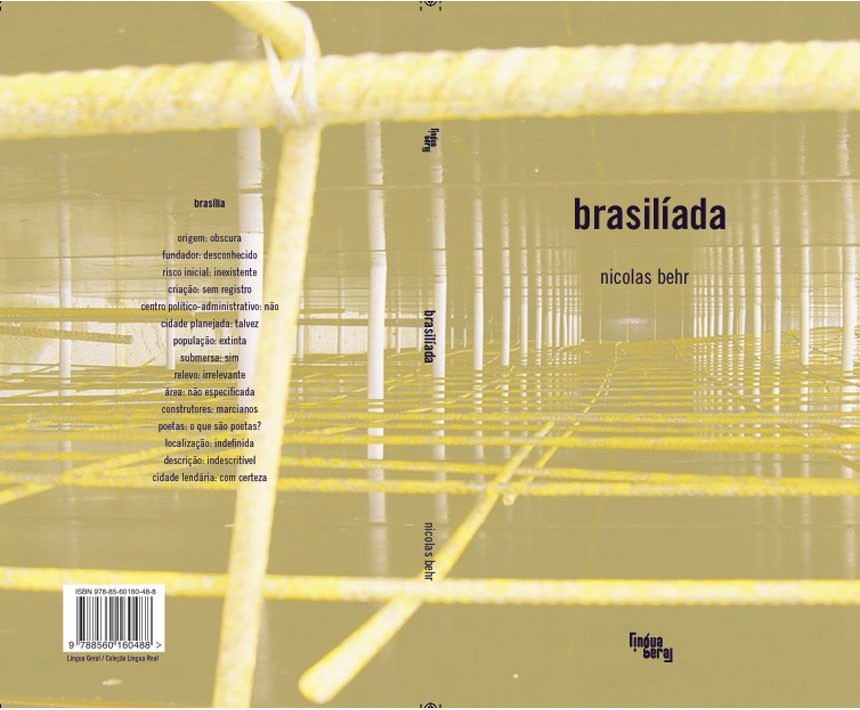 brasília
origem: obscura
fundador: desconhecido
risco inicial: inexistente
criação: sem registro
centro político-administrativo: não
cidade planejada: talvez
população: extinta
submersa: sim
relevo: irrelevante
área: não especificada
construtores: marcianos
poetas: o que são poetas?
localização: indefinida
descrição: indescritível
cidade lendária: com certeza
ISBN 978-85-60160-48-8
9 788560 160488 >
Língua Geral / Coleção Língua Real
língua
geral
brasilíada
nicolas behr
brasilíada
nicolas behr
língua
geral